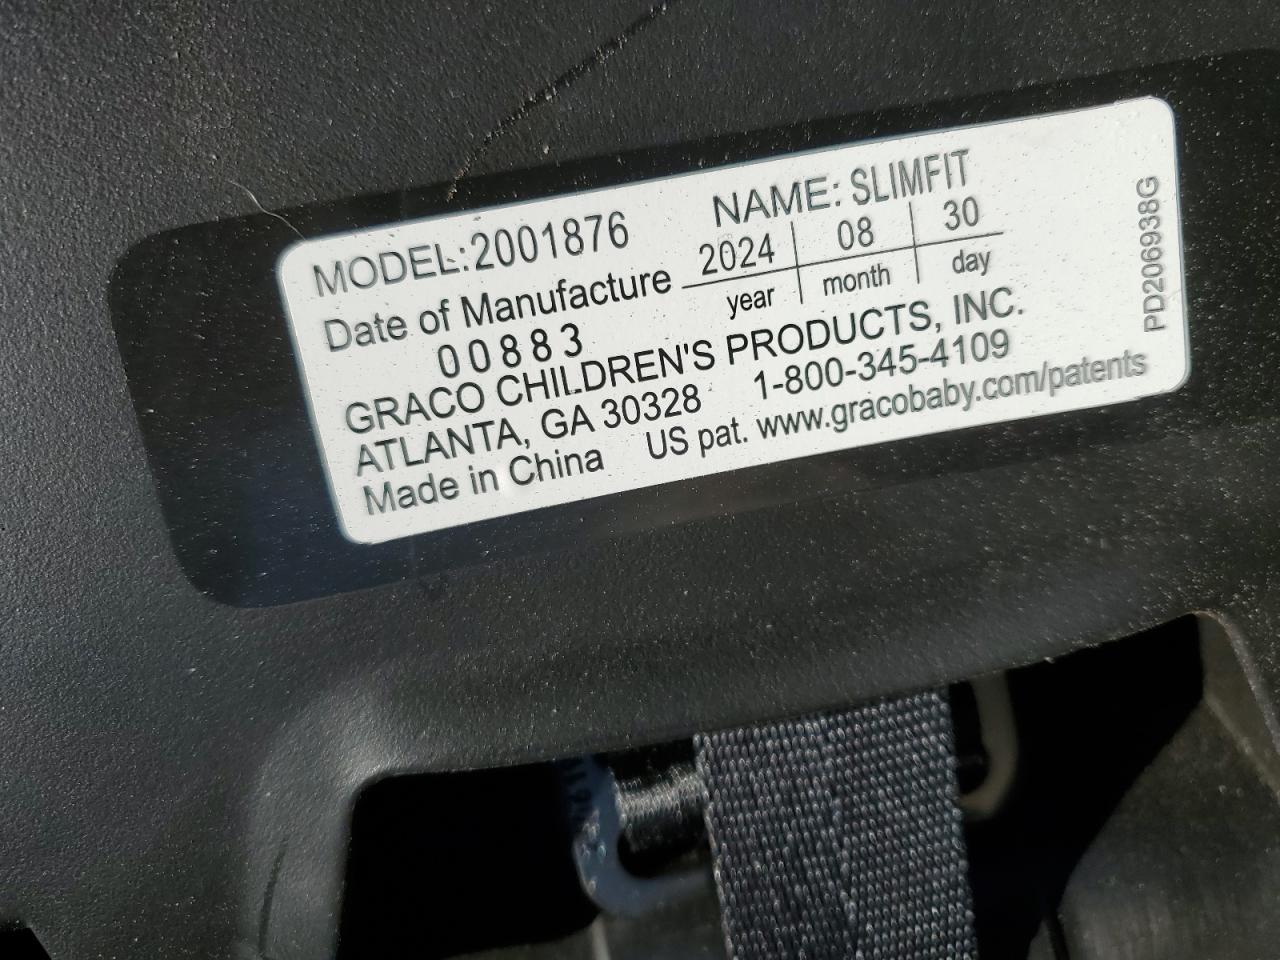 MODEL:2001876 NAME: SLIMFIT
Date of Manufacture 2024 08 30
year month day
00883
GRACO CHILDREN'S PRODUCTS, INC.
ATLANTA, GA 30328 1-800-345-4109
Made in China US pat. www.gracobaby.com/patents
PD206938G